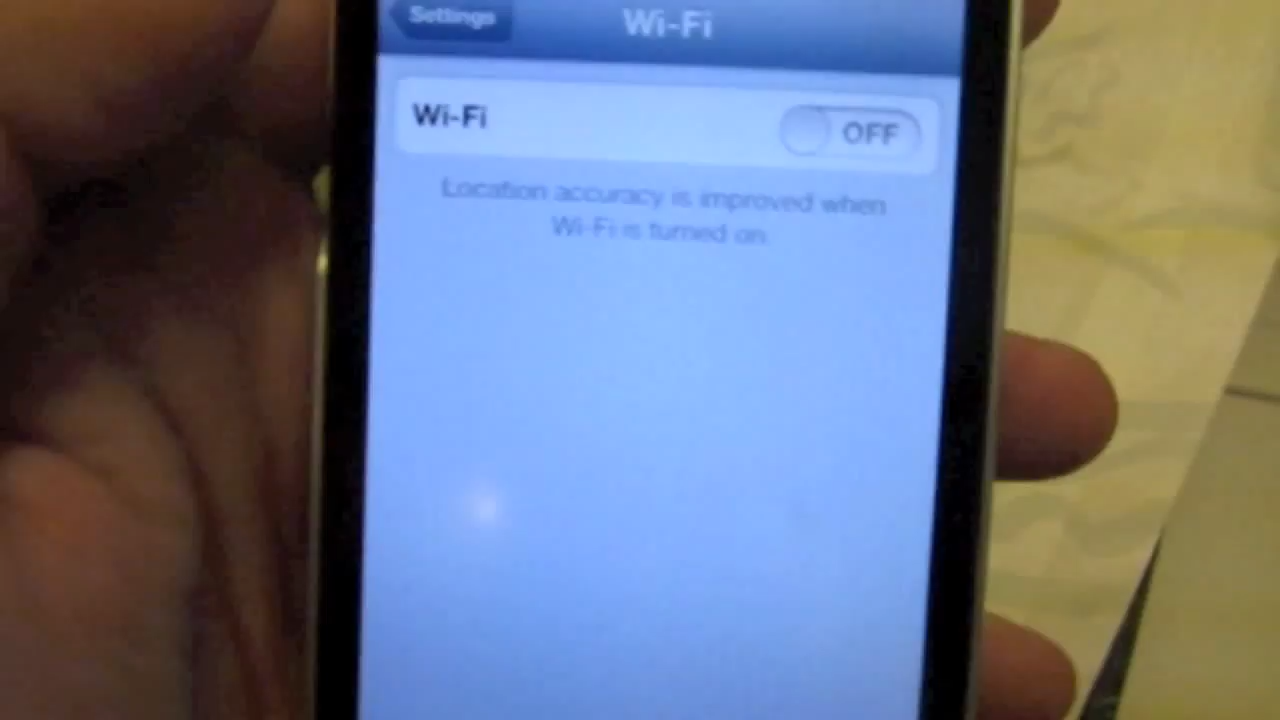 Settings
Wi-Fi
Wi-Fi
OFF
Location accuracy is improved when
Wi-Fi is turned on.